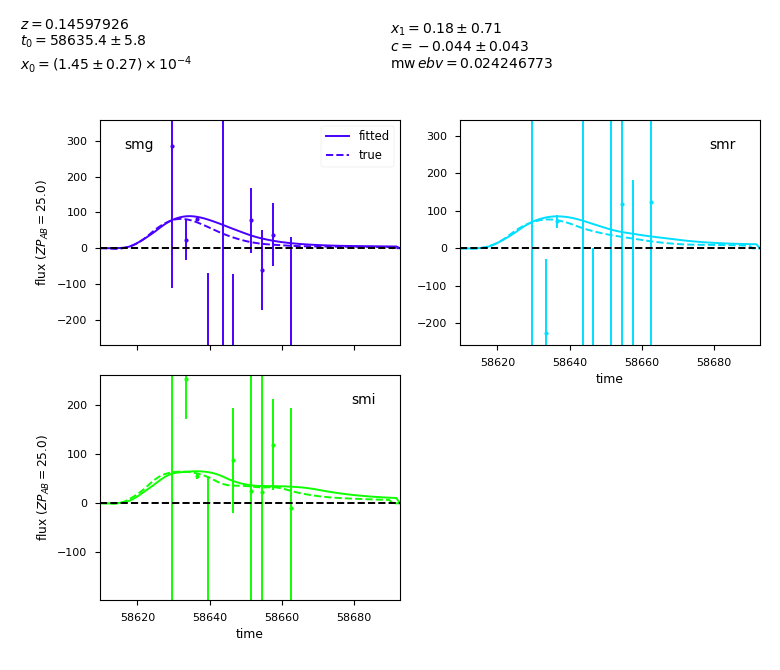 z = 0.14597926
t₀ = 58635.4 ± 5.8
x₀ = (1.45 ± 0.27) × 10⁻⁴
x₁ = 0.18 ± 0.71
c = −0.044 ± 0.043
mw ebv = 0.024246773
smg
fitted
true
300
200
100
0
−100
−200
flux (ZP_AB = 25.0)
smr
300
200
100
0
−100
−200
58620 58640 58660 58680
time
smi
200
100
0
−100
flux (ZP_AB = 25.0)
58620 58640 58660 58680
time